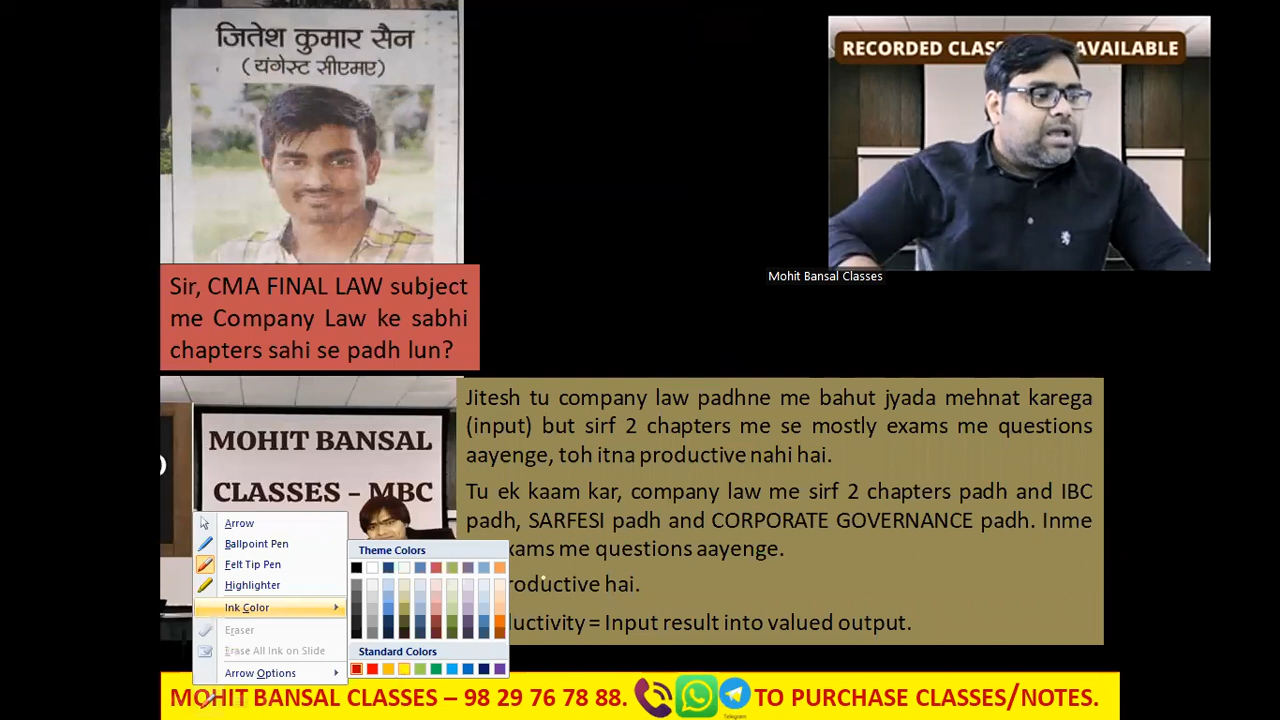 जितेश कुमार सैन
( यंगेस्ट सीएमए )
RECORDED CLAS AVAILABLE
Mohit Bansal Classes
Sir, CMA FINAL LAW subject
me Company Law ke sabhi
chapters sahi se padh lun?
MOHIT BANSAL
CLASSES – MBC
Jitesh tu company law padhne me bahut jyada mehnat karega
(input) but sirf 2 chapters me se mostly exams me questions
aayenge, toh itna productive nahi hai.
Tu ek kaam kar, company law me sirf 2 chapters padh and IBC
padh, SARFESI padh and CORPORATE GOVERNANCE padh. Inme
exams me questions aayenge.
productive hai.
uctivity = Input result into valued output.
Arrow
Ballpoint Pen
Felt Tip Pen
Highlighter
Ink Color
Eraser
Erase All Ink on Slide
Arrow Options
Theme Colors
Standard Colors
MOHIT BANSAL CLASSES – 98 29 76 78 88. TO PURCHASE CLASSES/NOTES.
Telegram